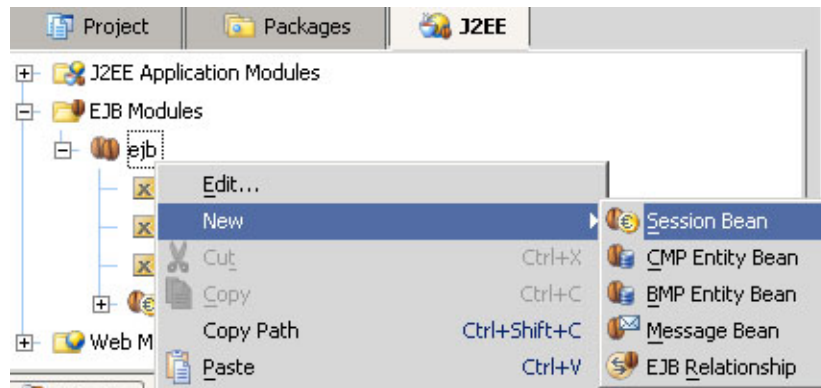 Project Packages J2EE
J2EE Application Modules
EJB Modules
ejb
Edit...
New
Session Bean
Cut Ctrl+X
CMP Entity Bean
Copy Ctrl+C
BMP Entity Bean
Web M
Copy Path Ctrl+Shift+C
Message Bean
Paste Ctrl+V
EJB Relationship